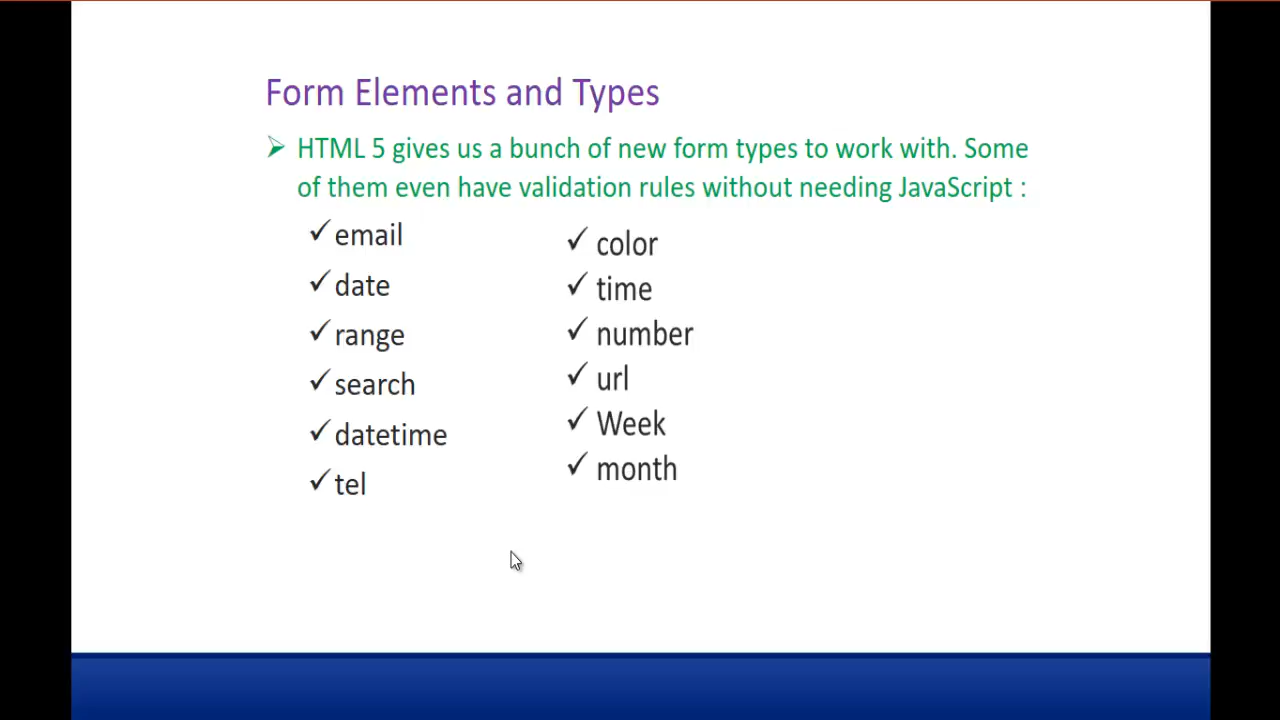 Form Elements and Types
HTML 5 gives us a bunch of new form types to work with. Some
of them even have validation rules without needing JavaScript :
email
date
range
search
datetime
tel
color
time
number
url
Week
month